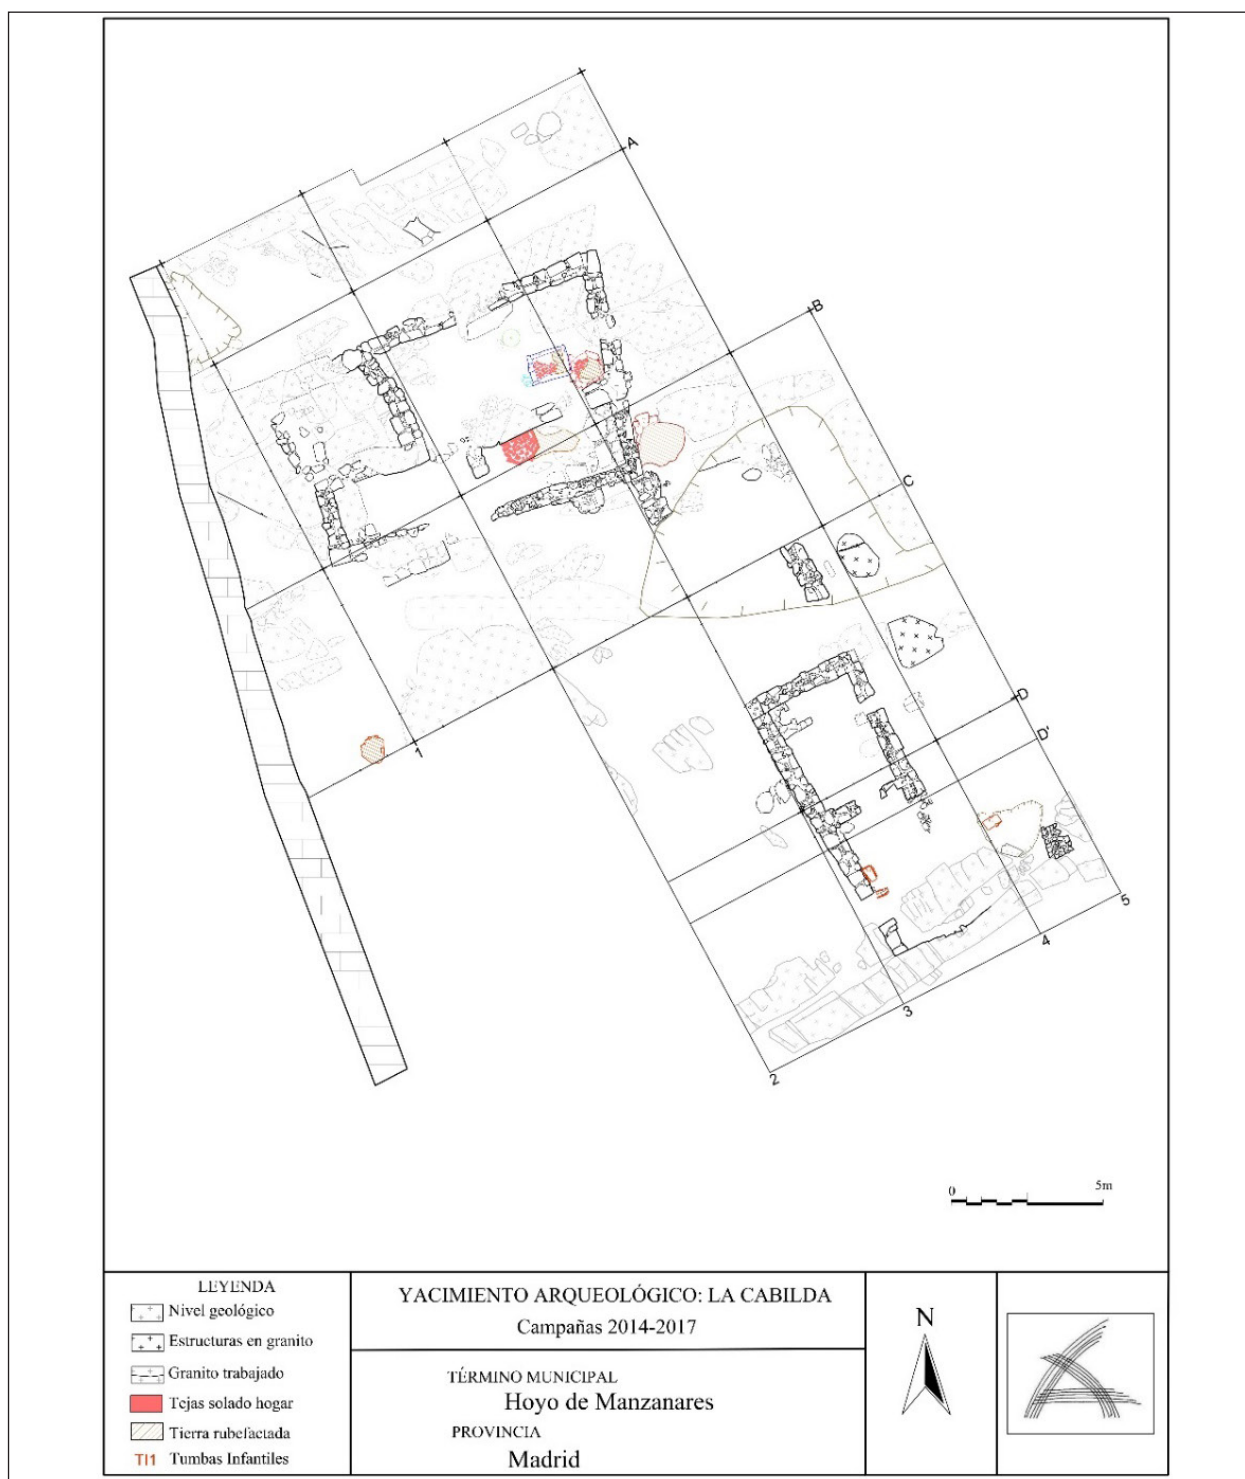 A
B
C
D
D'
1
5
4
3
2
0 5m
LEYENDA
Nivel geológico
Estructuras en granito
Granito trabajado
Tejas solado hogar
Tierra rubefactada
TI1 Tumbas Infantiles
YACIMIENTO ARQUEOLÓGICO: LA CABILDA
Campañas 2014-2017
TÉRMINO MUNICIPAL
Hoyo de Manzanares
PROVINCIA
Madrid
N